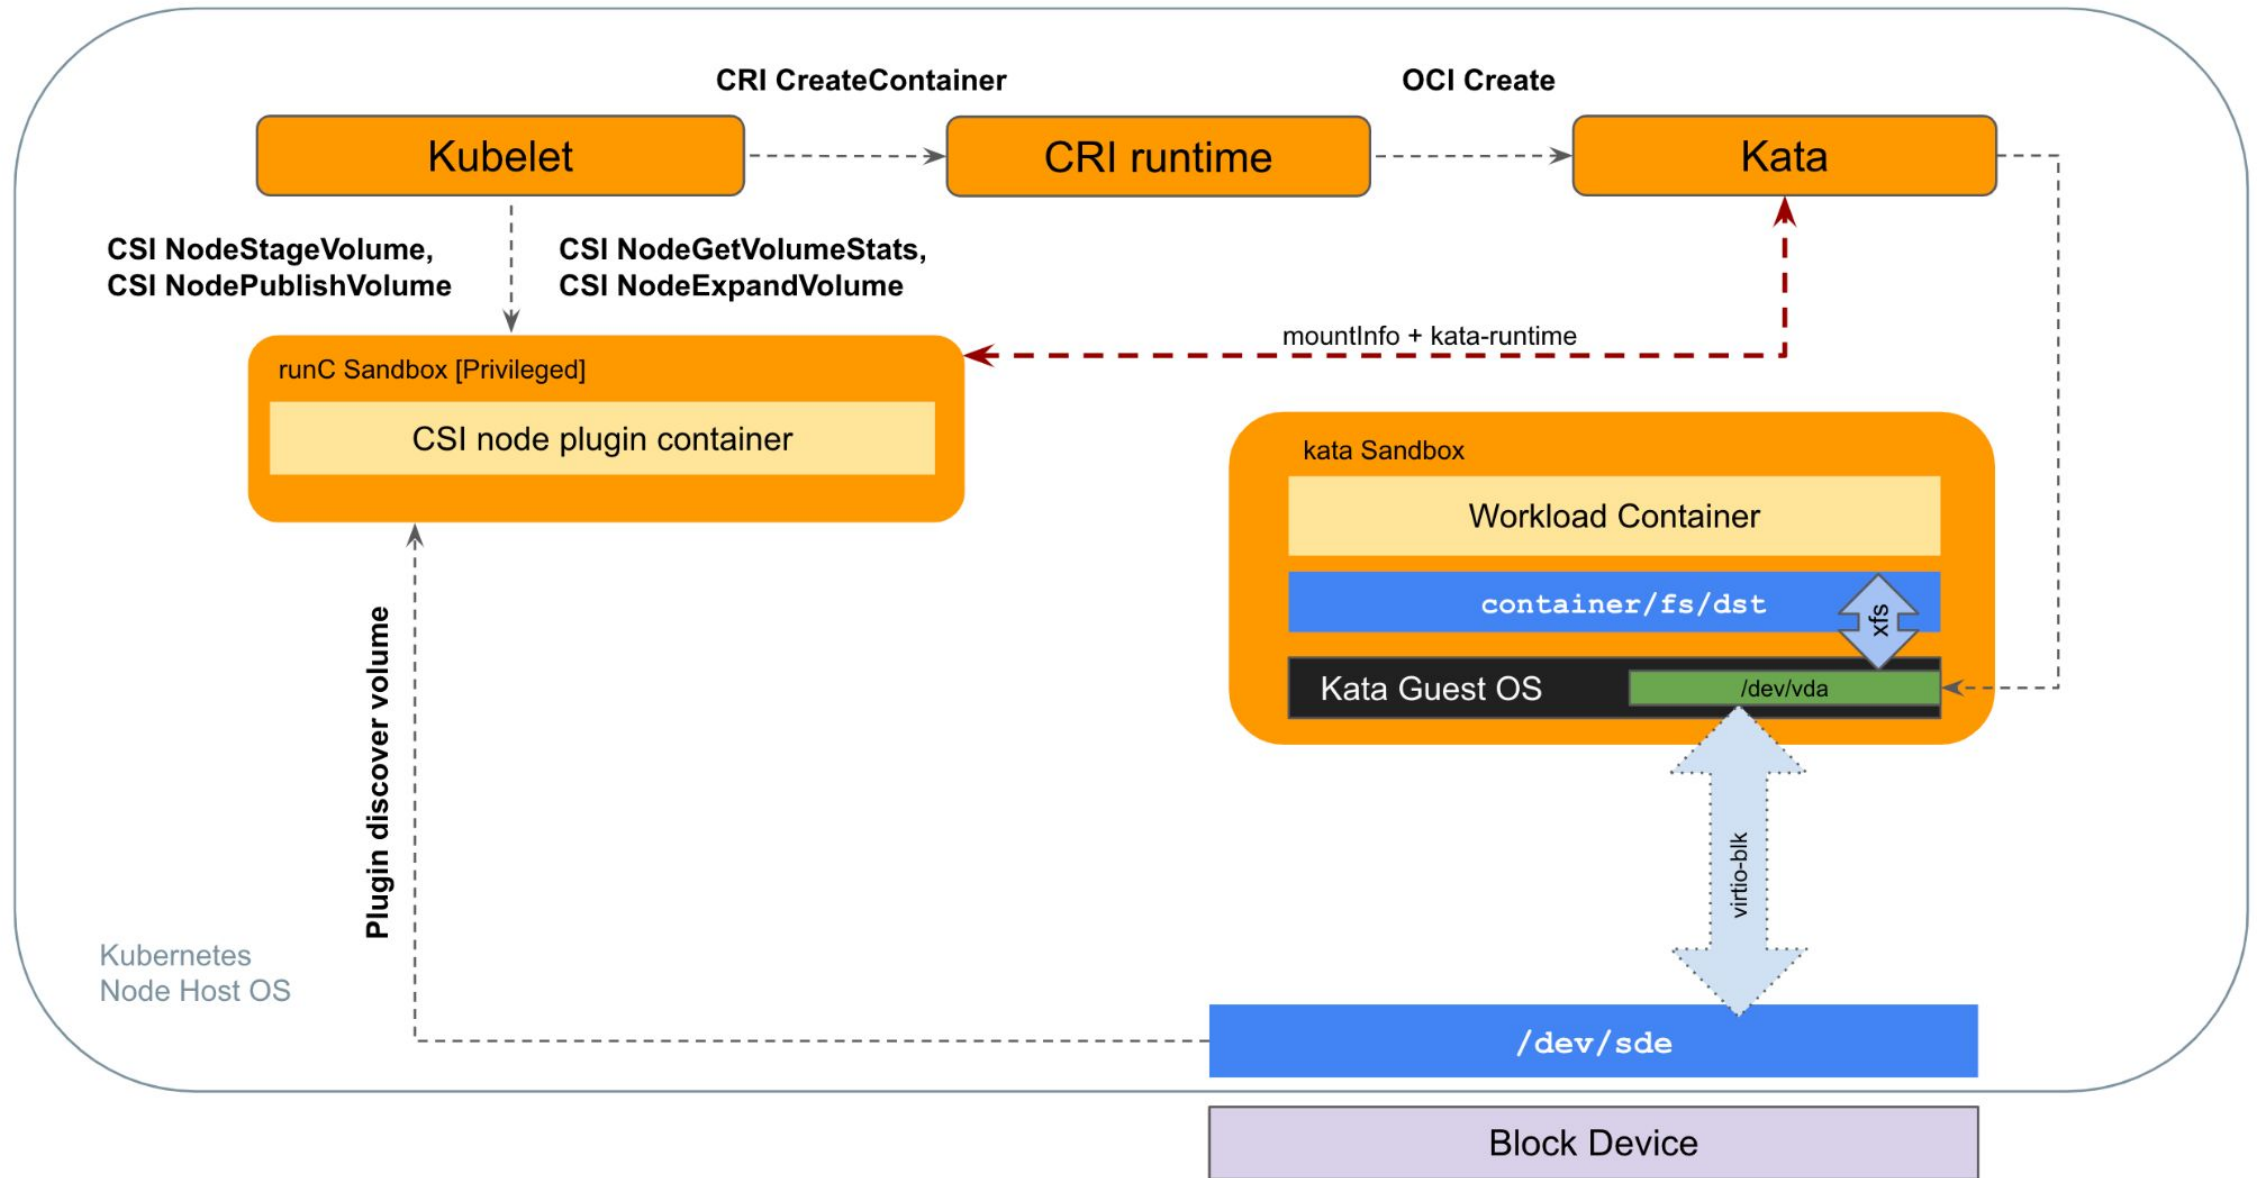 CRI CreateContainer
OCI Create
Kubelet
CRI runtime
Kata
CSI NodeStageVolume,
CSI NodePublishVolume
CSI NodeGetVolumeStats,
CSI NodeExpandVolume
mountInfo + kata-runtime
runC Sandbox [Privileged]
CSI node plugin container
kata Sandbox
Workload Container
container/fs/dst
xfs
Kata Guest OS
/dev/vda
Plugin discover volume
virtio-blk
Kubernetes
Node Host OS
/dev/sde
Block Device